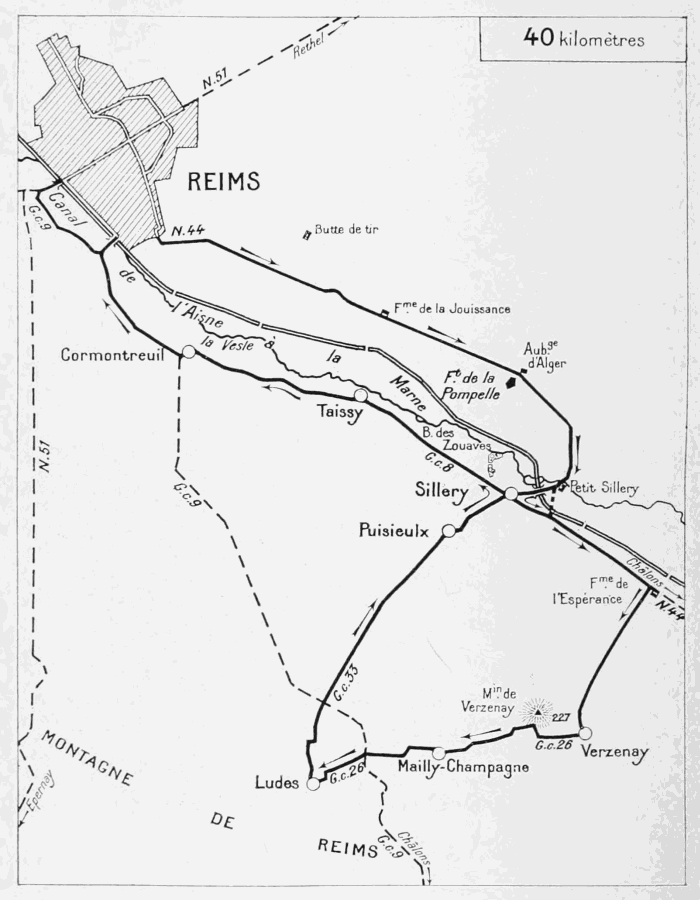 40 kilomètres
Rethel
N.51
REIMS
Canal
G.c.9
N.44
Butte de tir
de
l'Aisne
à
la
Marne
la Vesle
Fme de la Jouissance
Aubge
d'Alger
Ft de la
Pompelle
Cormontreuil
Taissy
B. des
Zouaves
G.c.8
N.51
G.c.9
Sillery
Petit Sillery
Puisieulx
Châlons
N.44
Fme de
l'Espérance
G.c.33
Min de
Verzenay
227
G.c.26
Verzenay
Mailly-Champagne
G.c.26
Ludes
MONTAGNE
DE
REIMS
Epernay
Châlons
G.c.9